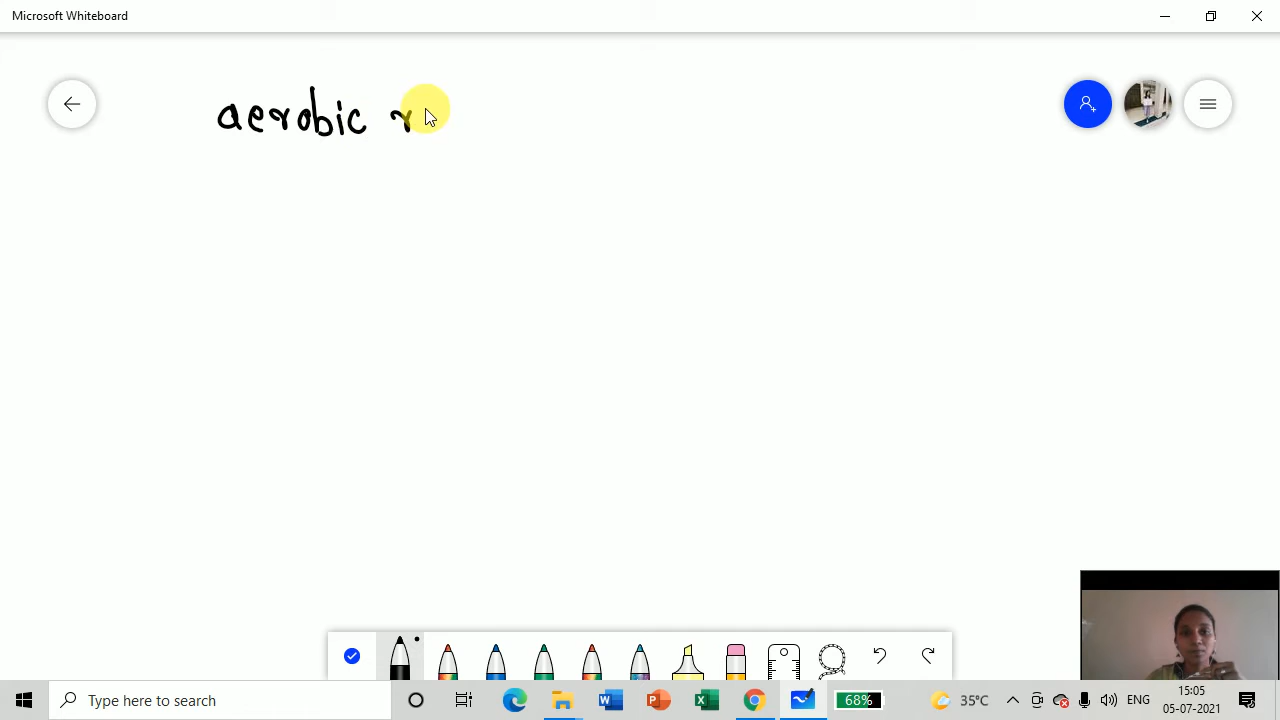 Microsoft Whiteboard
aerobic r
Type here to search
68%
35°C
ENG
15:05
05-07-2021